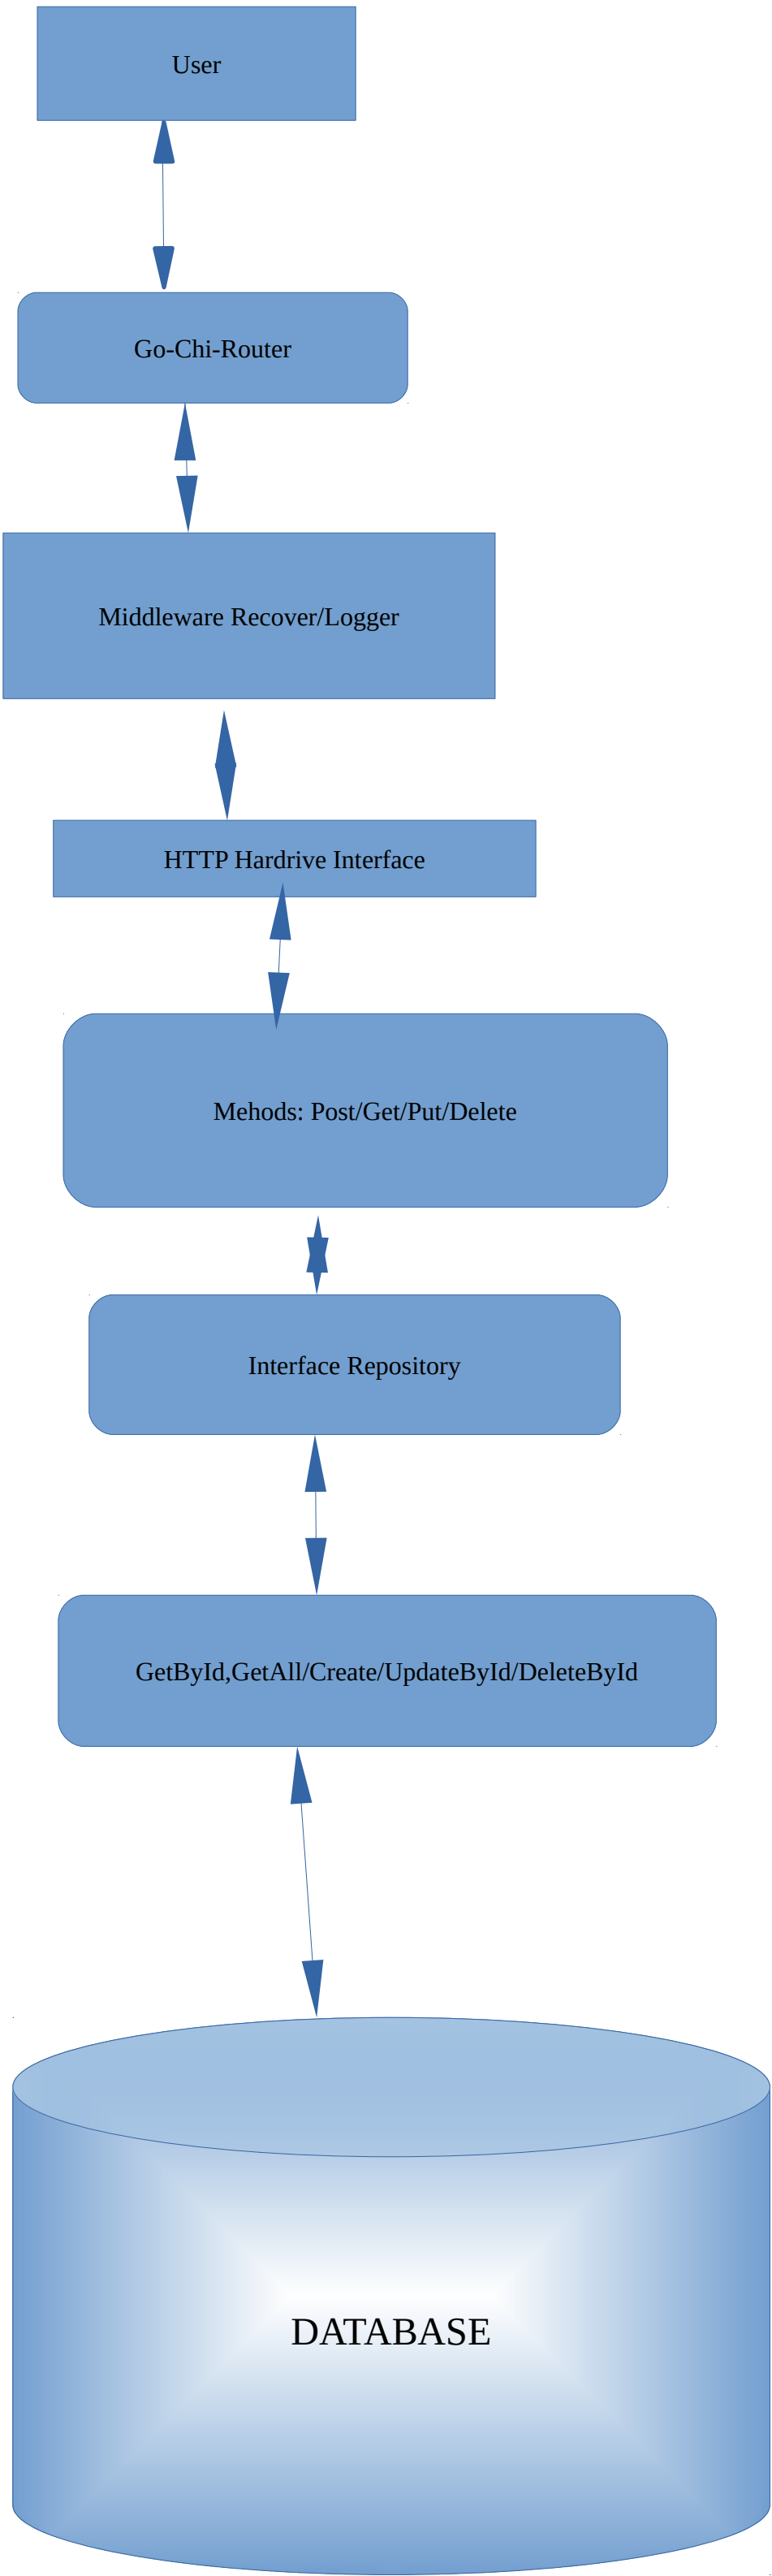 User
Go-Chi-Router
Middleware Recover/Logger
HTTP Hardrive Interface
Mehods: Post/Get/Put/Delete
Interface Repository
GetById,GetAll/Create/UpdateById/DeleteById
DATABASE